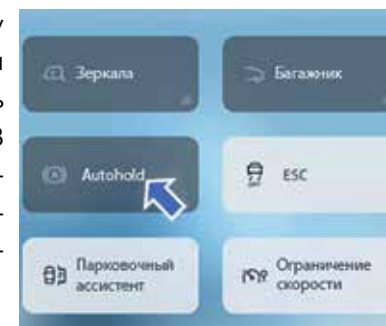 Зеркала
Багажник
Autohold
ESC
Парковочный
ассистент
Ограничение
скорости